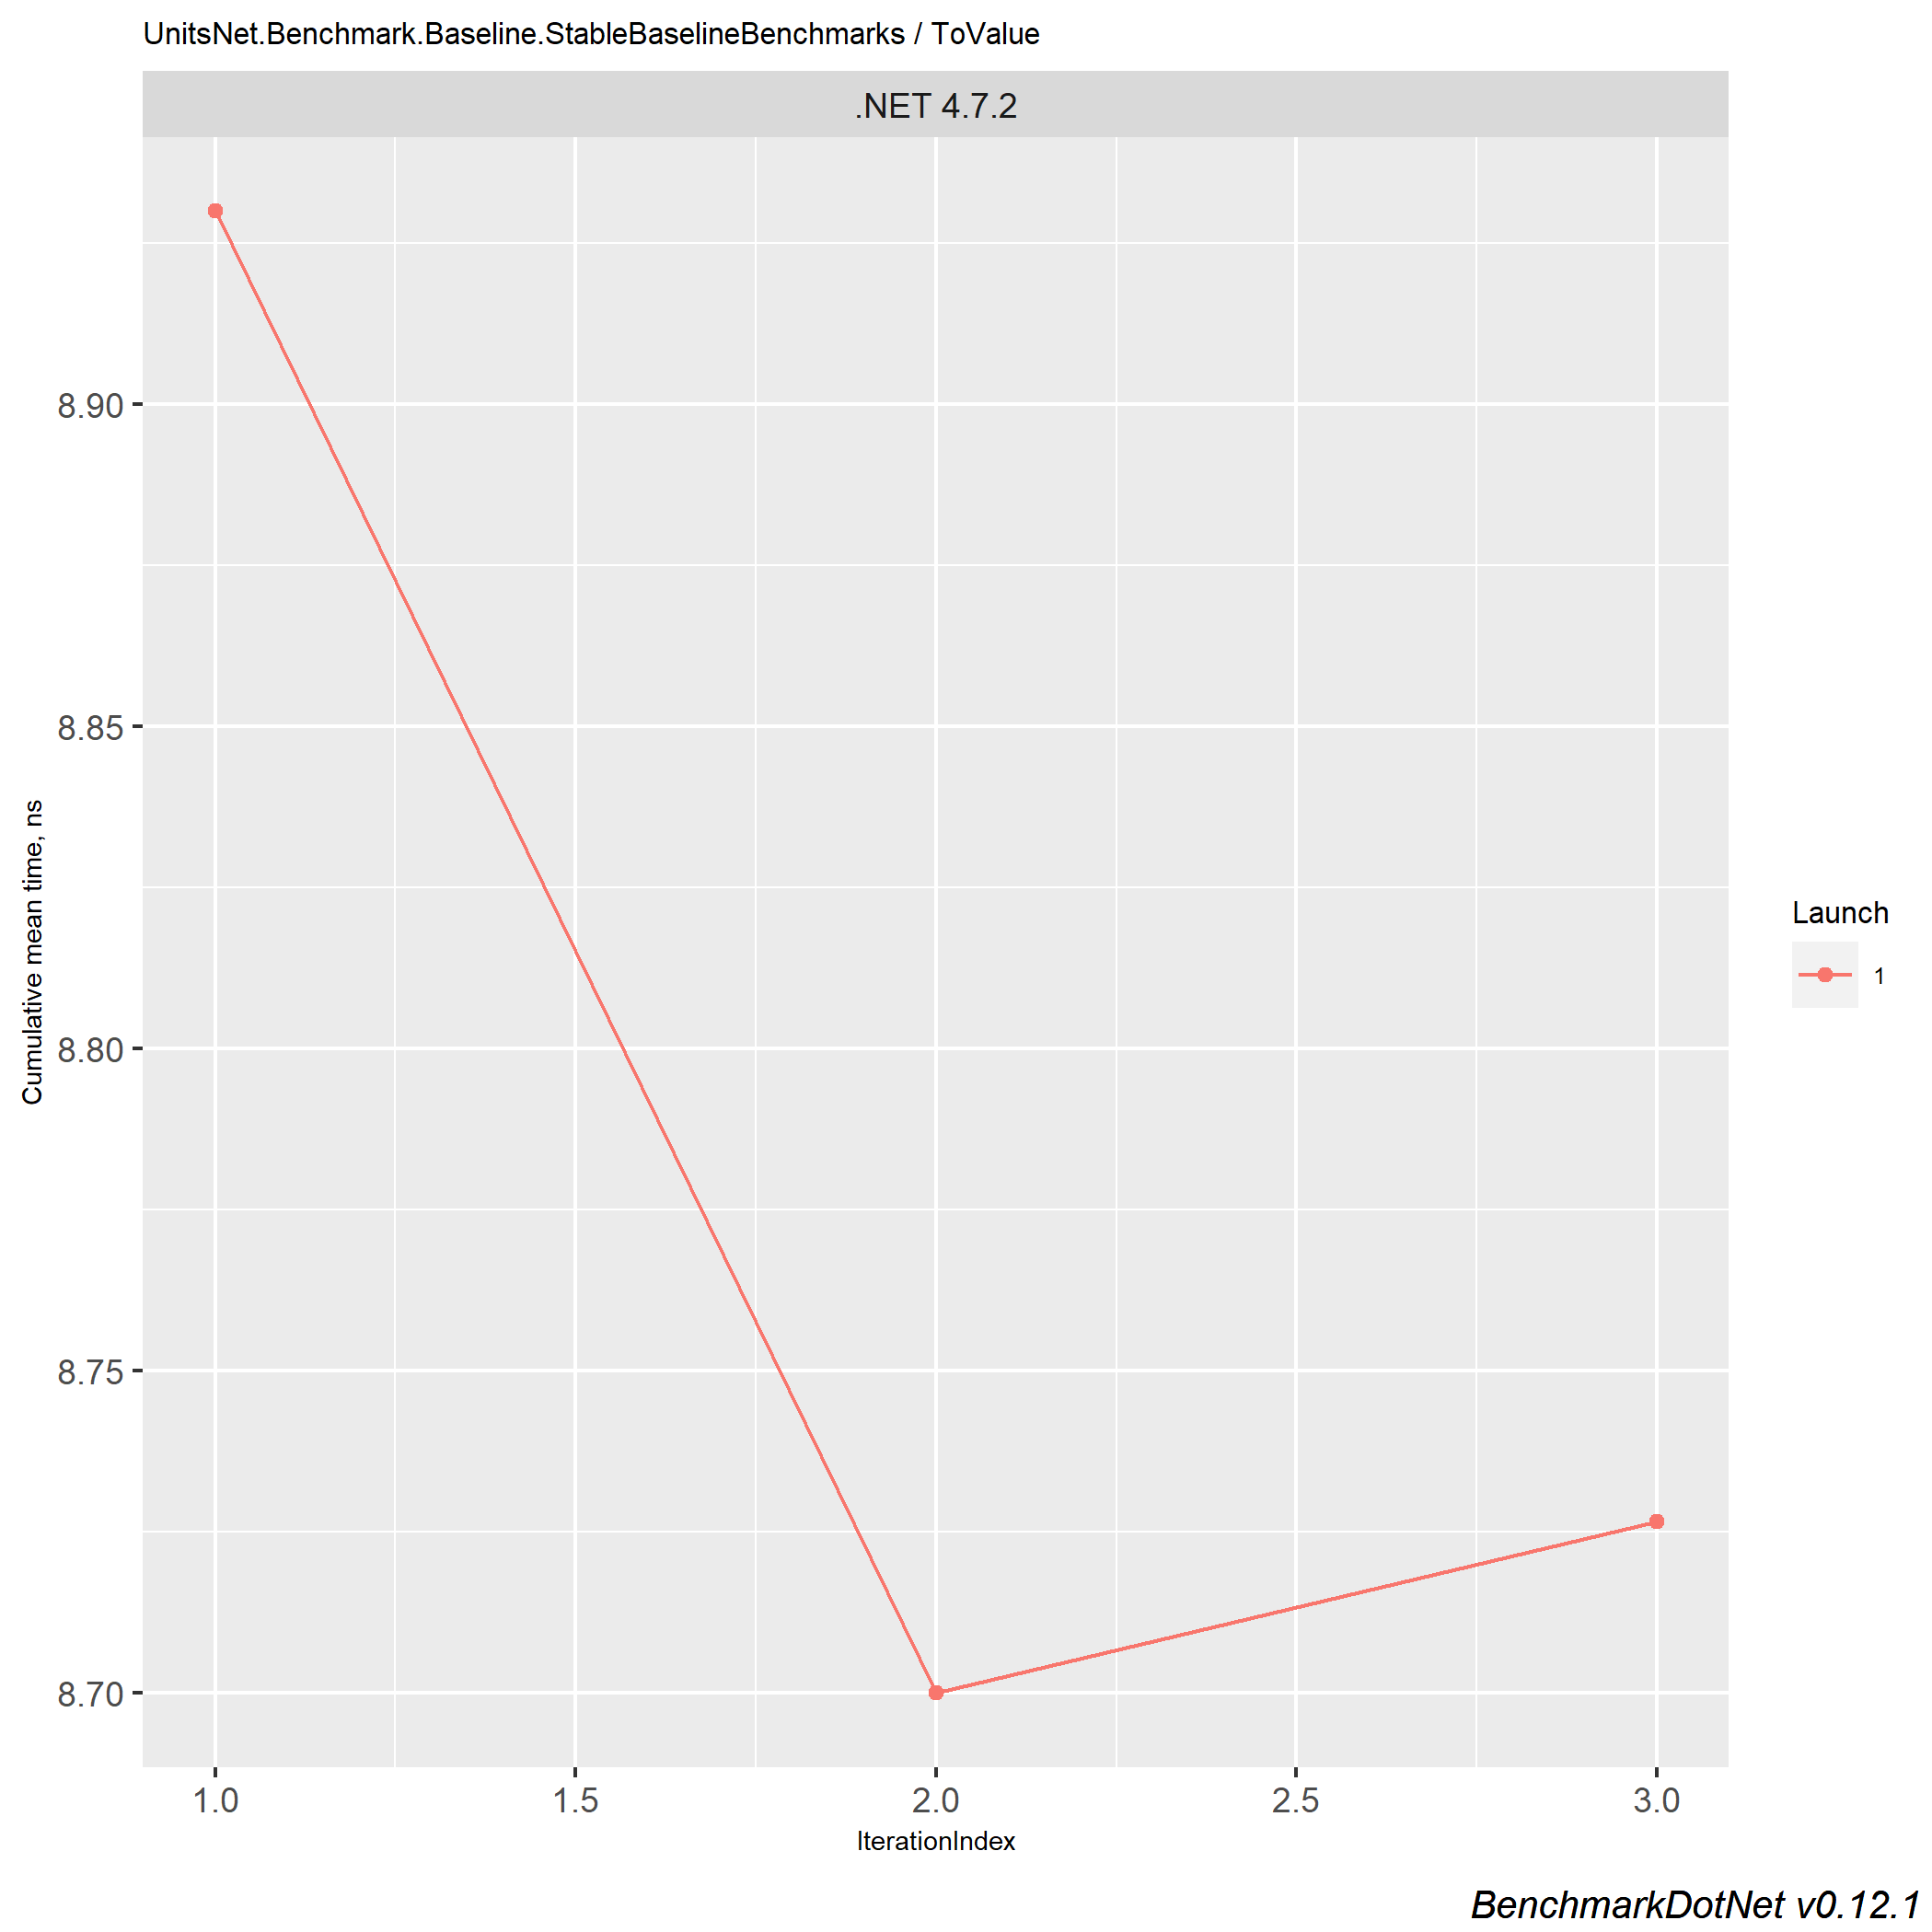 UnitsNet.Benchmark.Baseline.StableBaselineBenchmarks / ToValue
.NET 4.7.2
8.90
8.85
8.80
8.75
8.70
Cumulative mean time, ns
1.0 1.5 2.0 2.5 3.0
IterationIndex
Launch
1
BenchmarkDotNet v0.12.1